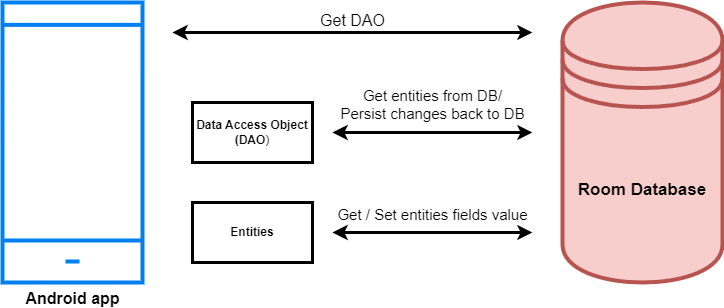 Get DAO
Get entities from DB/
Persist changes back to DB
Data Access Object
(DAO)
Room Database
Get / Set entities fields value
Entities
Android app